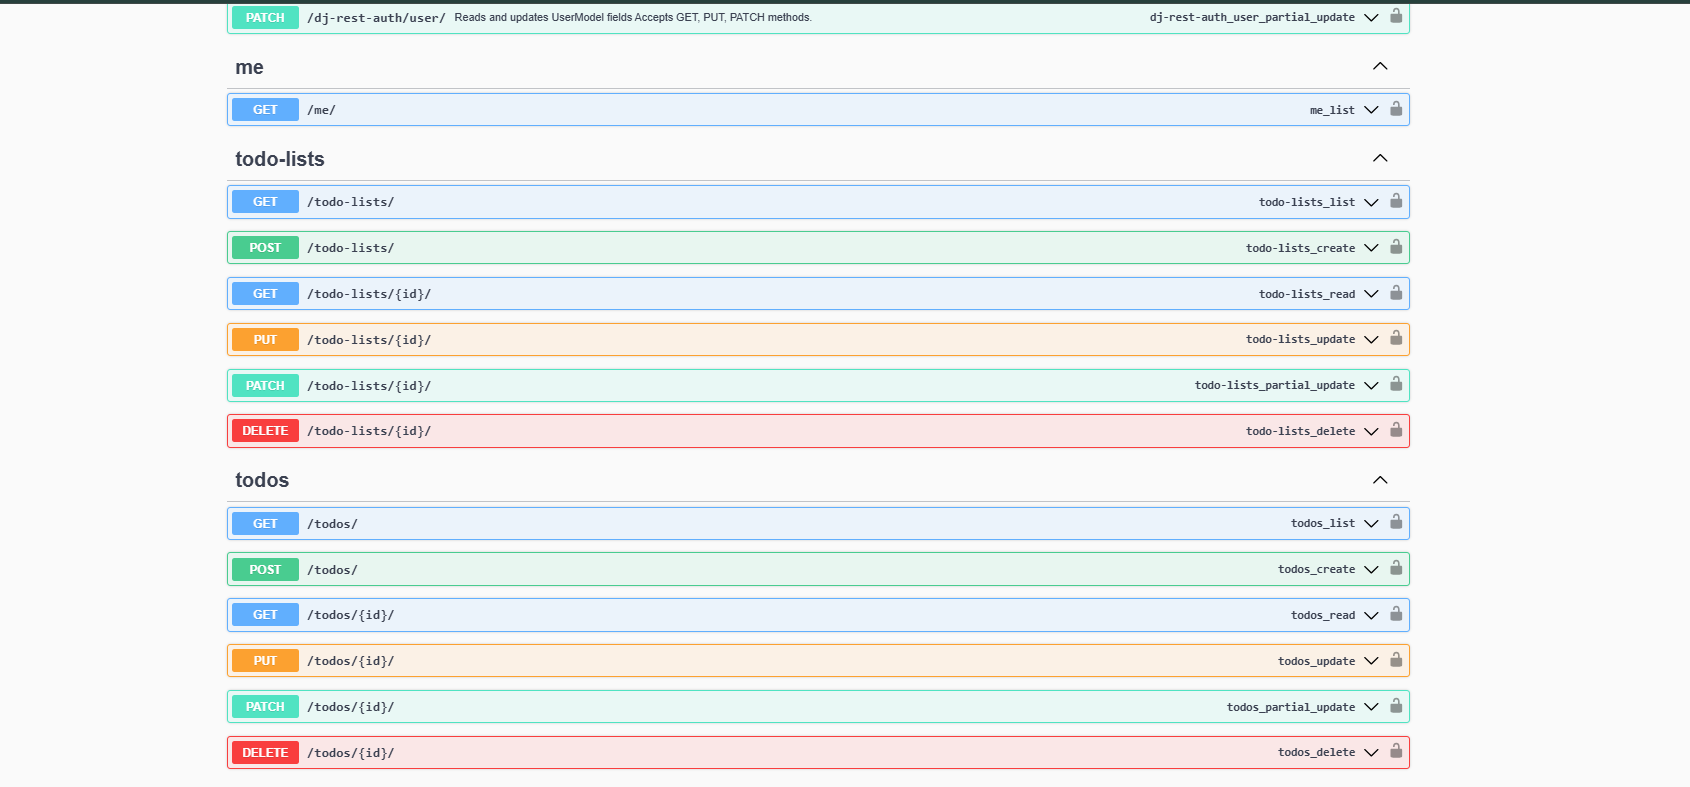 PATCH /dj-rest-auth/user/ Reads and updates UserModel fields Accepts GET, PUT, PATCH methods. dj-rest-auth_user_partial_update
me
GET /me/ me_list
todo-lists
GET /todo-lists/ todo-lists_list
POST /todo-lists/ todo-lists_create
GET /todo-lists/{id}/ todo-lists_read
PUT /todo-lists/{id}/ todo-lists_update
PATCH /todo-lists/{id}/ todo-lists_partial_update
DELETE /todo-lists/{id}/ todo-lists_delete
todos
GET /todos/ todos_list
POST /todos/ todos_create
GET /todos/{id}/ todos_read
PUT /todos/{id}/ todos_update
PATCH /todos/{id}/ todos_partial_update
DELETE /todos/{id}/ todos_delete